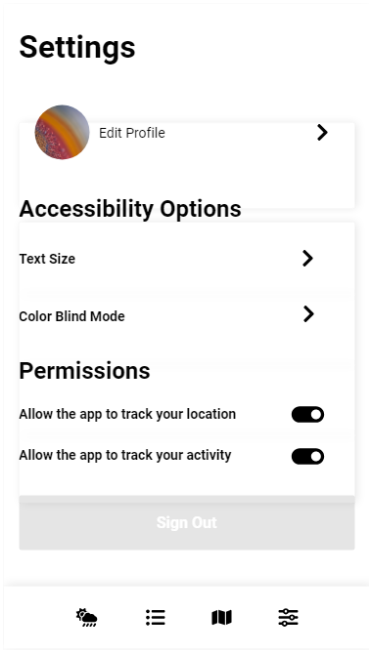 Settings
Edit Profile
Accessibility Options
Text Size
Color Blind Mode
Permissions
Allow the app to track your location
Allow the app to track your activity
Sign Out